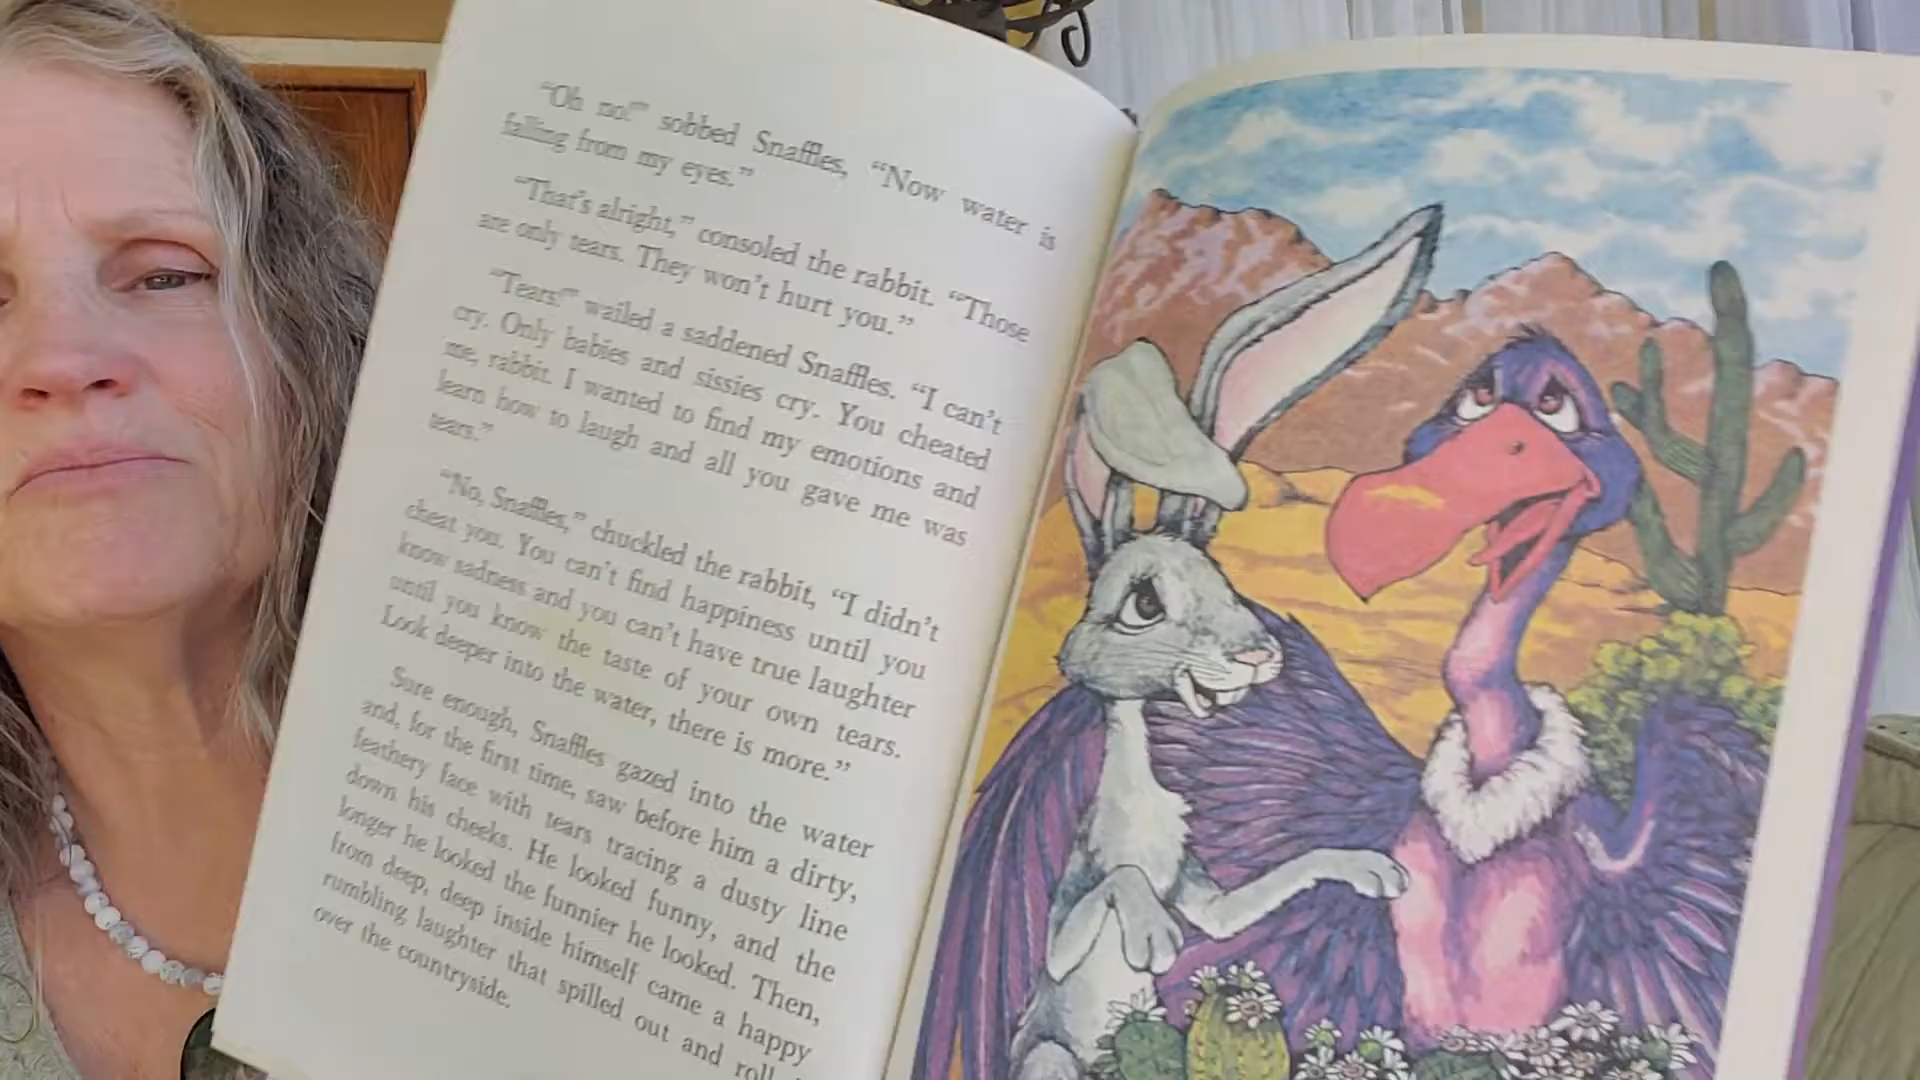 "Oh no!" sobbed Snaffles, "Now water is
falling from my eyes."
"That's alright," consoled the rabbit. "Those
are only tears. They won't hurt you."
"Tears!" wailed a saddened Snaffles. "I can't
cry. Only babies and sissies cry. You cheated
me, rabbit. I wanted to find my emotions and
learn how to laugh and all you gave me was
tears."
"No, Snaffles," chuckled the rabbit, "I didn't
cheat you. You can't find happiness until you
know sadness and you can't have true laughter
until you know the taste of your own tears.
Look deeper into the water, there is more."
Sure enough, Snaffles gazed into the water
and, for the first time, saw before him a dirty,
feathery face with tears tracing a dusty line
down his cheeks. He looked funny, and the
longer he looked the funnier he looked. Then,
from deep, deep inside himself came a happy
rumbling laughter that spilled out and roll
over the countryside.